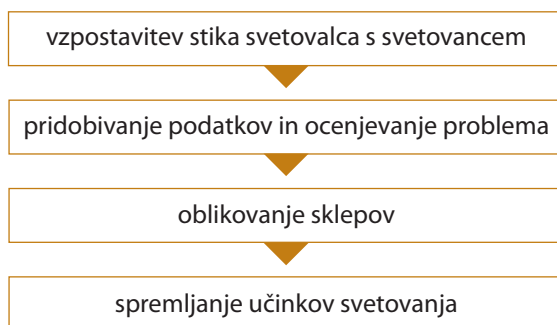 vzpostavitev stika svetovalca s svetovancem
pridobivanje podatkov in ocenjevanje problema
oblikovanje sklepov
spremljanje učinkov svetovanja